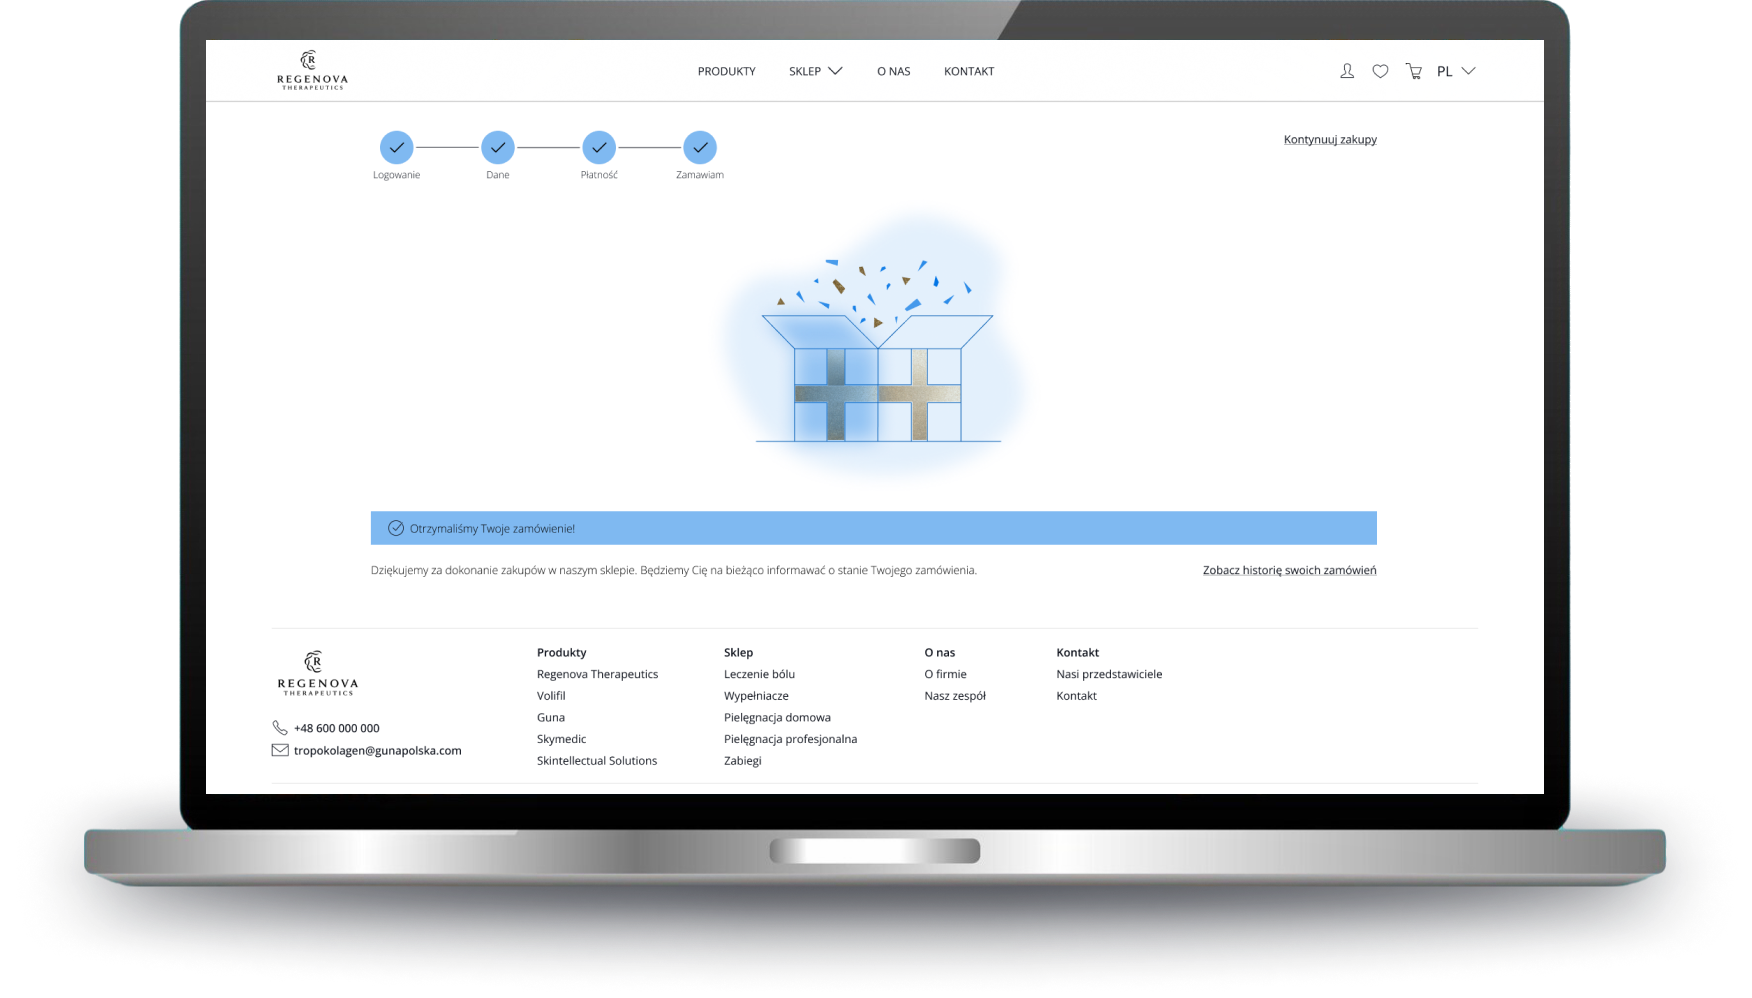 REGENOVA
THERAPEUTICS
PRODUKTY SKLEP O NAS KONTAKT PL
Kontynuuj zakupy
Logowanie Dane Płatność Zamawiam
Otrzymaliśmy Twoje zamówienie!
Dziękujemy za dokonanie zakupów w naszym sklepie. Będziemy Cię na bieżąco informawać o stanie Twojego zamówienia.
Zobacz historię swoich zamówień
R
REGENOVA
THERAPEUTICS
+48 600 000 000
tropokolagen@gunapolska.com
Produkty
Regenova Therapeutics
Volifil
Guna
Skymedic
Skintellectual Solutions
Sklep
Leczenie bólu
Wypełniacze
Pielęgnacja domowa
Pielęgnacja profesjonalna
Zabiegi
O nas
O firmie
Nasz zespół
Kontakt
Nasi przedstawiciele
Kontakt